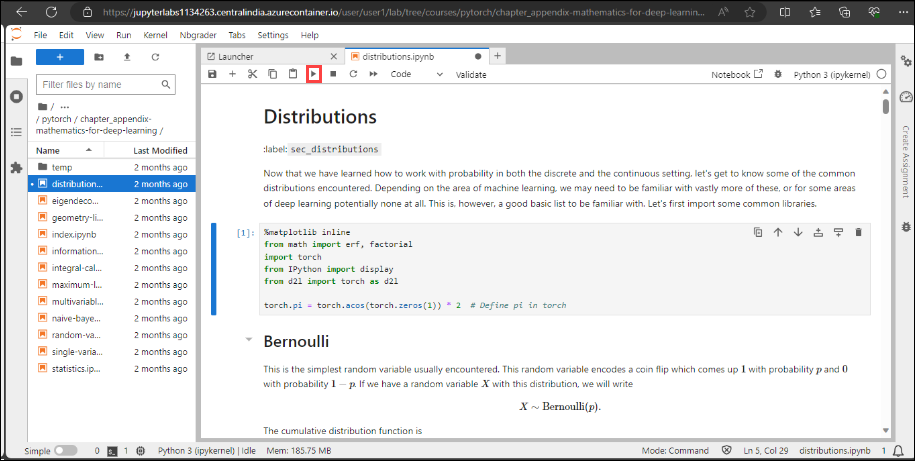 https://jupyterlabs1134263.centralindia.azurecontainer.io/user/user1/lab/tree/courses/pytorch/chapter_appendix-mathematics-for-deep-learnin...
File Edit View Run Kernel Nbgrader Tabs Settings Help
Launcher distributions.ipynb
Code Validate Notebook Python 3 (ipykernel)
Filter files by name
/ ...
/ pytorch / chapter_appendix-
mathematics-for-deep-learning /
Name Last Modified
temp 2 months ago
distribution... 2 months ago
eigendeco... 2 months ago
geometry-li... 2 months ago
index.ipynb 2 months ago
information... 2 months ago
integral-cal... 2 months ago
maximum-l... 2 months ago
multivariabl... 2 months ago
naive-baye... 2 months ago
random-va... 2 months ago
single-varia... 2 months ago
statistics.ip... 2 months ago
Distributions
:label: sec_distributions
Now that we have learned how to work with probability in both the discrete and the continuous setting, let's get to know some of the common
distributions encountered. Depending on the area of machine learning, we may need to be familiar with vastly more of these, or for some areas
of deep learning potentially none at all. This is, however, a good basic list to be familiar with. Let's first import some common libraries.
[1]: %matplotlib inline
from math import erf, factorial
import torch
from IPython import display
from d2l import torch as d2l
torch.pi = torch.acos(torch.zeros(1)) * 2 # Define pi in torch
Bernoulli
This is the simplest random variable usually encountered. This random variable encodes a coin flip which comes up 1 with probability p and 0
with probability 1 − p. If we have a random variable X with this distribution, we will write
X ∼ Bernoulli(p).
The cumulative distribution function is
Create Assignment
Simple 0 1 Python 3 (ipykernel) | Idle Mem: 185.75 MB Mode: Command Ln 5, Col 29 distributions.ipynb 1